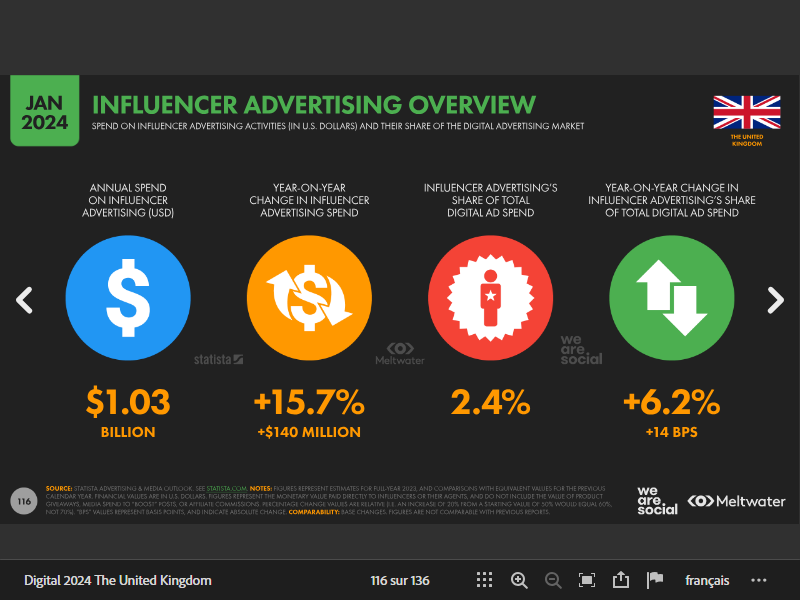 JAN
2024
INFLUENCER ADVERTISING OVERVIEW
SPEND ON INFLUENCER ADVERTISING ACTIVITIES (IN U.S. DOLLARS) AND THEIR SHARE OF THE DIGITAL ADVERTISING MARKET
THE UNITED
KINGDOM
ANNUAL SPEND
ON INFLUENCER
ADVERTISING (USD)
YEAR-ON-YEAR
CHANGE IN INFLUENCER
ADVERTISING SPEND
INFLUENCER ADVERTISING'S
SHARE OF TOTAL
DIGITAL AD SPEND
YEAR-ON-YEAR CHANGE IN
INFLUENCER ADVERTISING'S SHARE
OF TOTAL DIGITAL AD SPEND
$
$
statista
Meltwater
we
are.
social
$1.03
BILLION
+15.7%
+$140 MILLION
2.4%
+6.2%
+14 BPS
116
SOURCE: STATISTA ADVERTISING & MEDIA OUTLOOK. SEE STATISTA.COM. NOTES: FIGURES REPRESENT ESTIMATES FOR FULL-YEAR 2023, AND COMPARISONS WITH EQUIVALENT VALUES FOR THE PREVIOUS
CALENDAR YEAR. FINANCIAL VALUES ARE IN U.S. DOLLARS. FIGURES REPRESENT THE MONETARY VALUE PAID DIRECTLY TO INFLUENCERS OR THEIR AGENTS, AND DO NOT INCLUDE THE VALUE OF PRODUCT
GIVEAWAYS, MEDIA SPEND TO "BOOST" POSTS, OR AFFILIATE COMMISSIONS. PERCENTAGE CHANGE VALUES ARE RELATIVE (I.E. AN INCREASE OF 20% FROM A STARTING VALUE OF 50% WOULD EQUAL 60%,
NOT 70%). "BPS" VALUES REPRESENT BASIS POINTS, AND INDICATE ABSOLUTE CHANGE. COMPARABILITY: BASE CHANGES. FIGURES ARE NOT COMPARABLE WITH PREVIOUS REPORTS.
we
are.
social
Meltwater
Digital 2024 The United Kingdom
116 sur 136
français